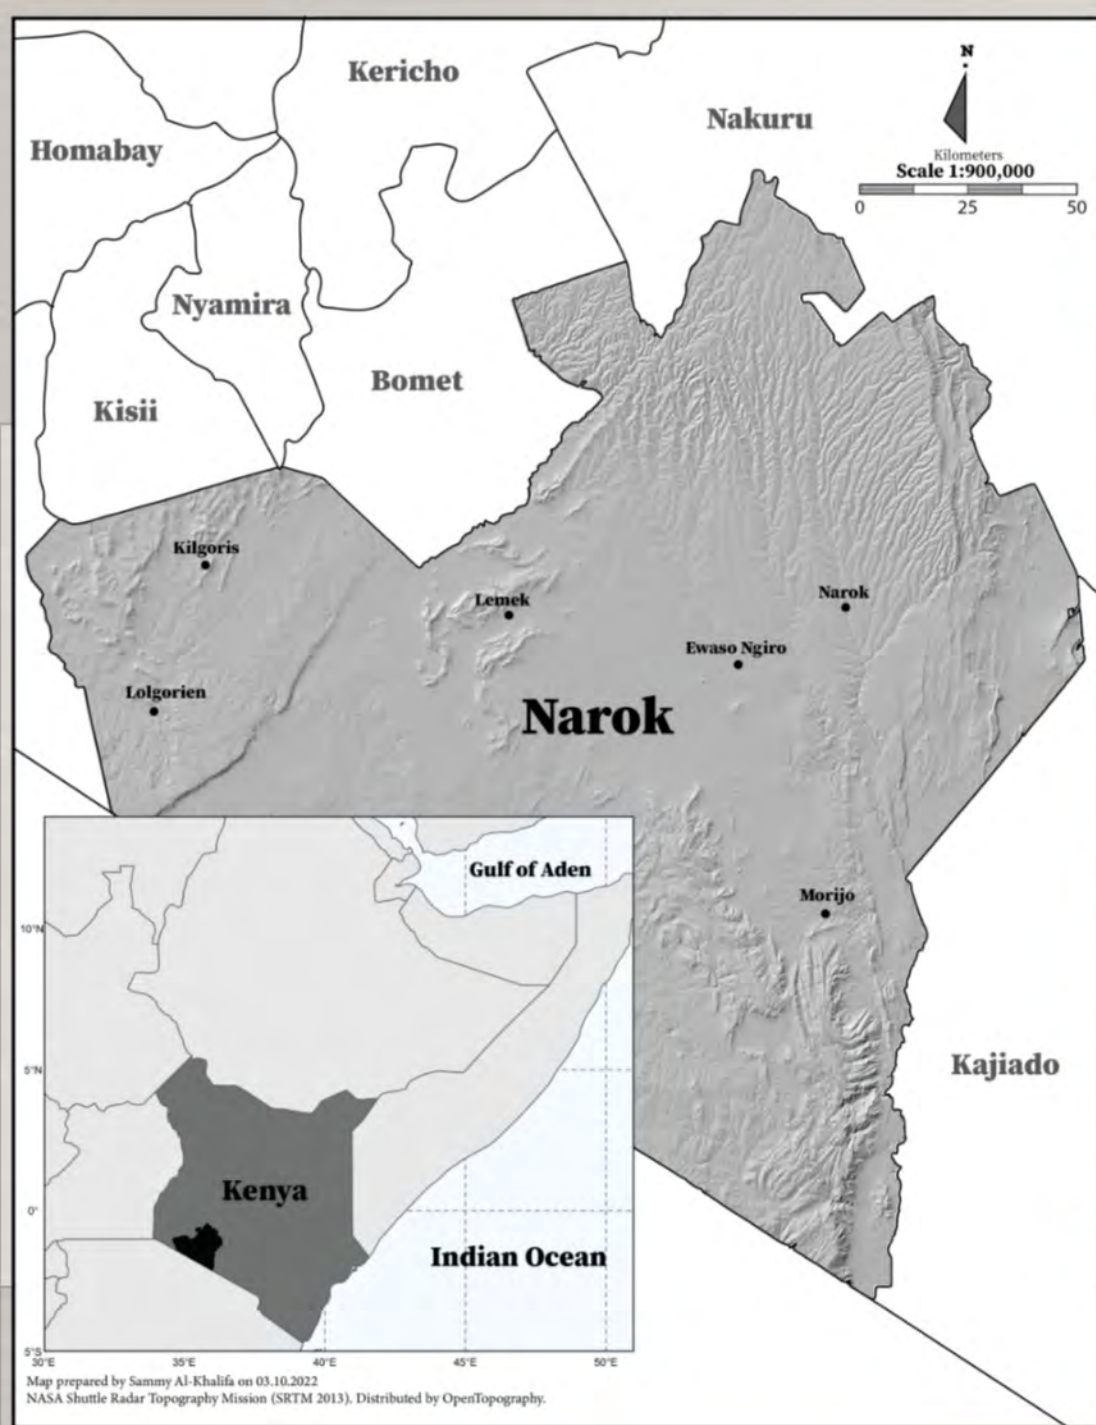 Kericho
Nakuru
N
Kilometers
Scale 1:900,000
0 25 50
Homabay
Nyamira
Bomet
Kisii
Kilgoris
Lemek
Narok
Ewaso Ngiro
Lolgorien
Narok
Morijo
Kajiado
Gulf of Aden
10°N
5°N
Kenya
0°
Indian Ocean
5°S
30°E 35°E 40°E 45°E 50°E
Map prepared by Sammy Al-Khalifa on 03.10.2022
NASA Shuttle Radar Topography Mission (SRTM 2013). Distributed by OpenTopography.